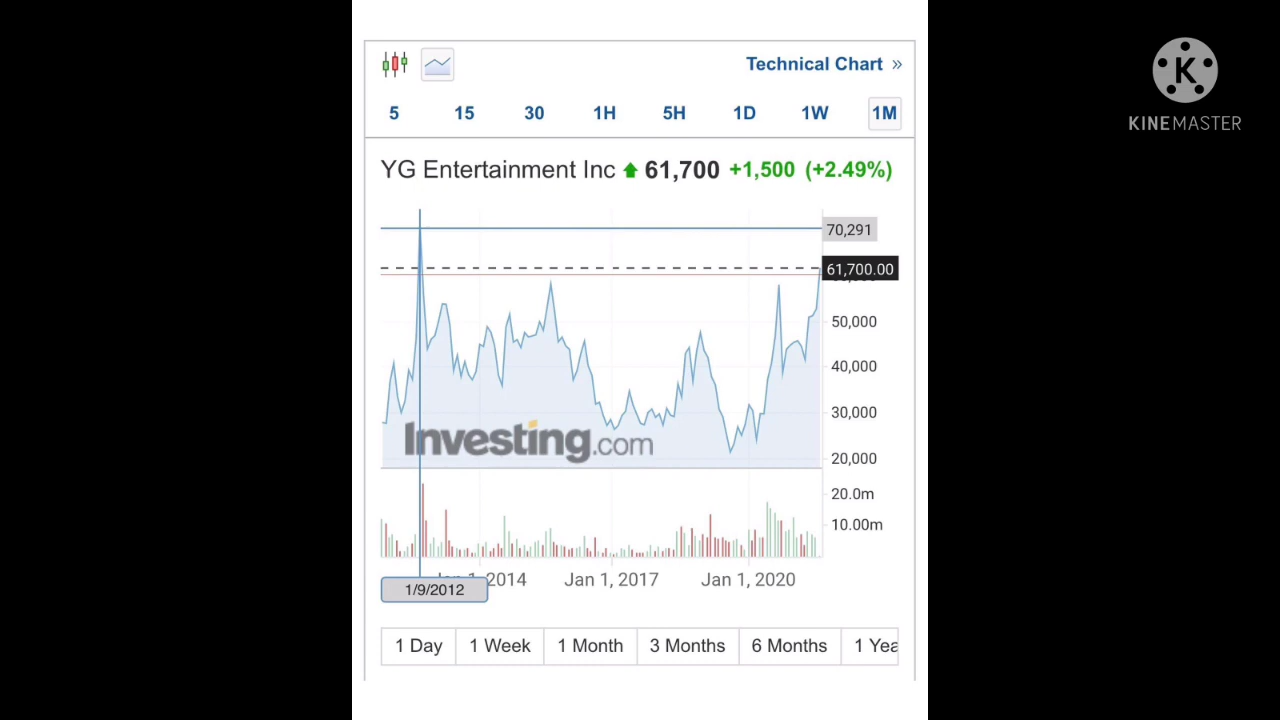 Technical Chart »
5 15 30 1H 5H 1D 1W 1M
YG Entertainment Inc 61,700 +1,500 (+2.49%)
70,291
61,700.00
50,000
40,000
30,000
20,000
Investing.com
20.0m
10.00m
2014 Jan 1, 2017 Jan 1, 2020
1/9/2012
1 Day 1 Week 1 Month 3 Months 6 Months 1 Yea
K
KINEMASTER